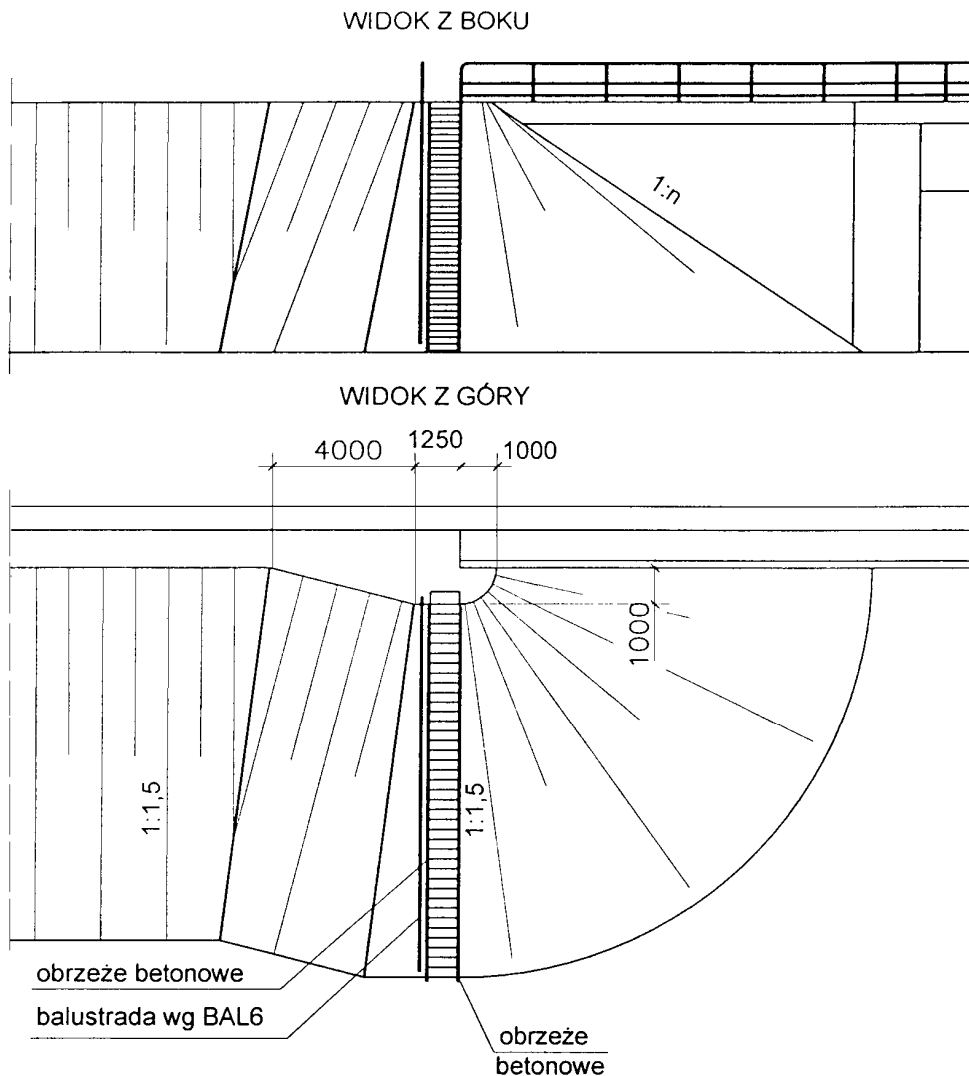 WIDOK Z BOKU
1:n
WIDOK Z GÓRY
4000
1250
1000
1000
1:1,5
1:1,5
obrzeże betonowe
balustrada wg BAL6
obrzeże
betonowe